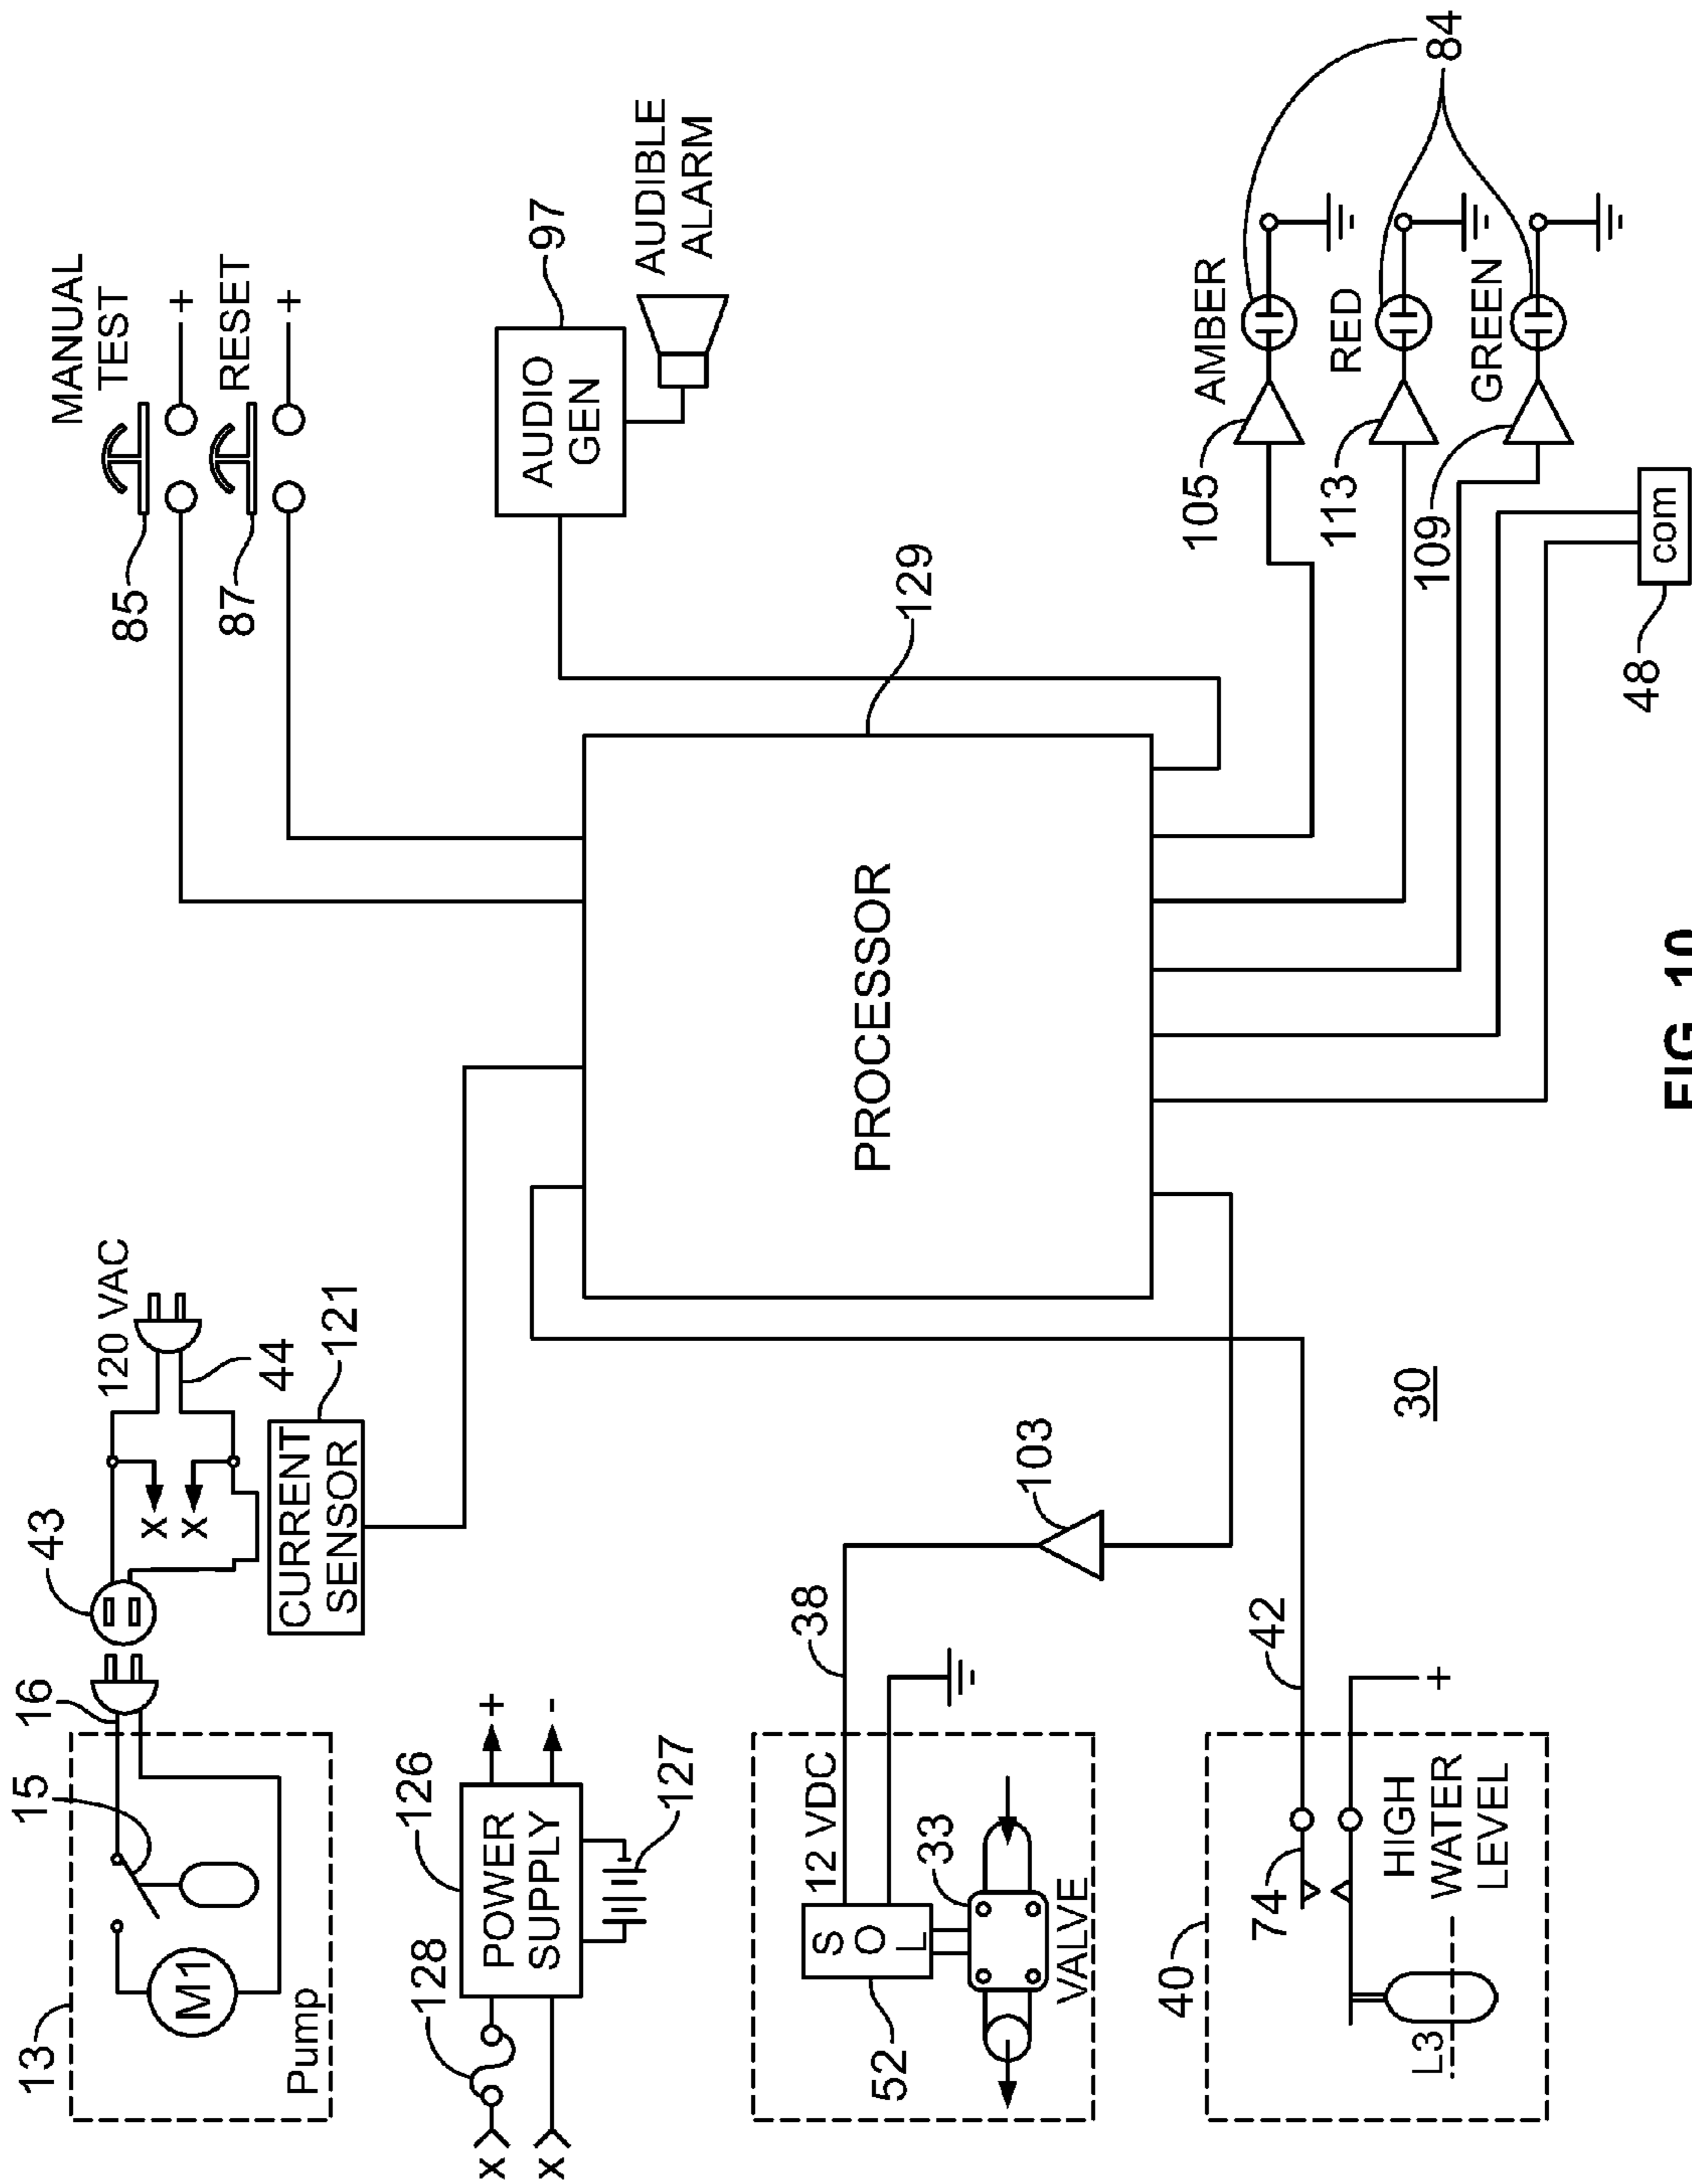 13
15
16
43
120 VAC
44
M1
Pump
CURRENT
SENSOR
121
X
X
MANUAL
TEST
+
85
RESET
+
87
128
126
127
X
X
POWER
SUPPLY
+
-
AUDIO
GEN
97
AUDIBLE
ALARM
PROCESSOR
129
12 VDC
38
103
S
O
L
52
33
VALVE
40
74
42
+
HIGH
WATER
LEVEL
L3
30
105
AMBER
84
113
RED
109
GREEN
48
com
FIG. 10